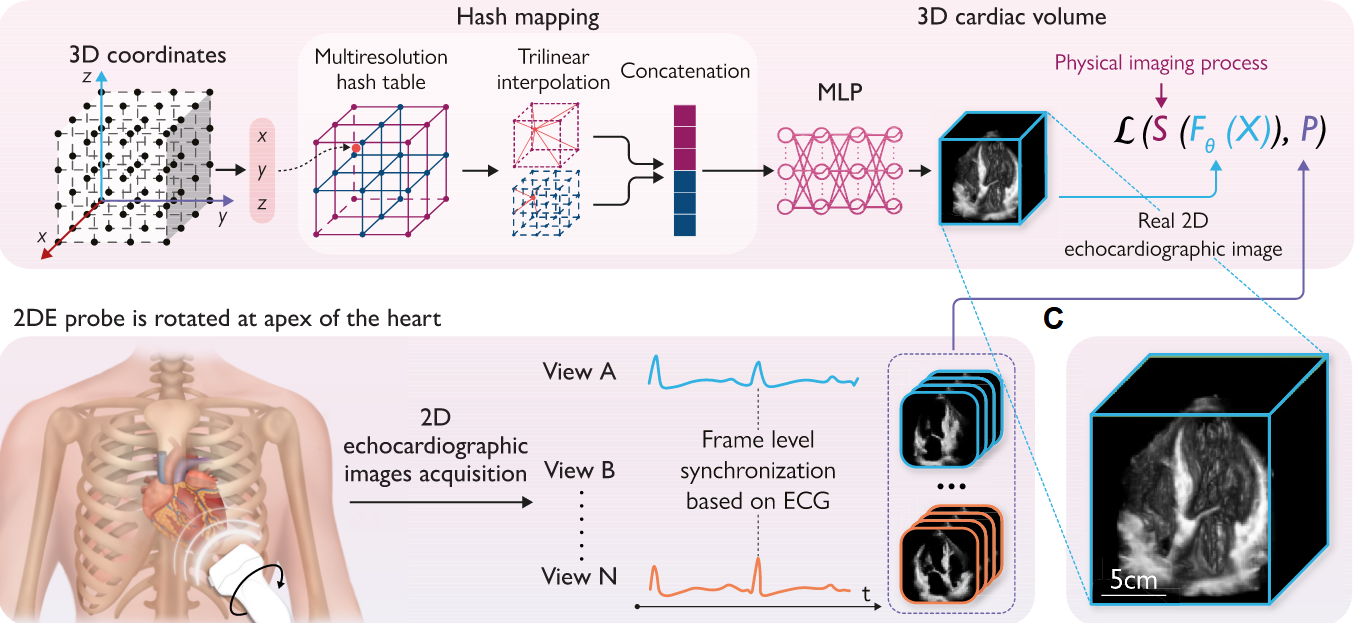 Hash mapping
3D cardiac volume
3D coordinates
z
y
x
x
y
z
Multiresolution
hash table
Trilinear
interpolation
Concatenation
MLP
Physical imaging process
ℒ (S (Fθ (X)), P)
Real 2D
echocardiographic image
2DE probe is rotated at apex of the heart
2D
echocardiographic
images acquisition
View A
View B
View N
Frame level
synchronization
based on ECG
t
C
5cm